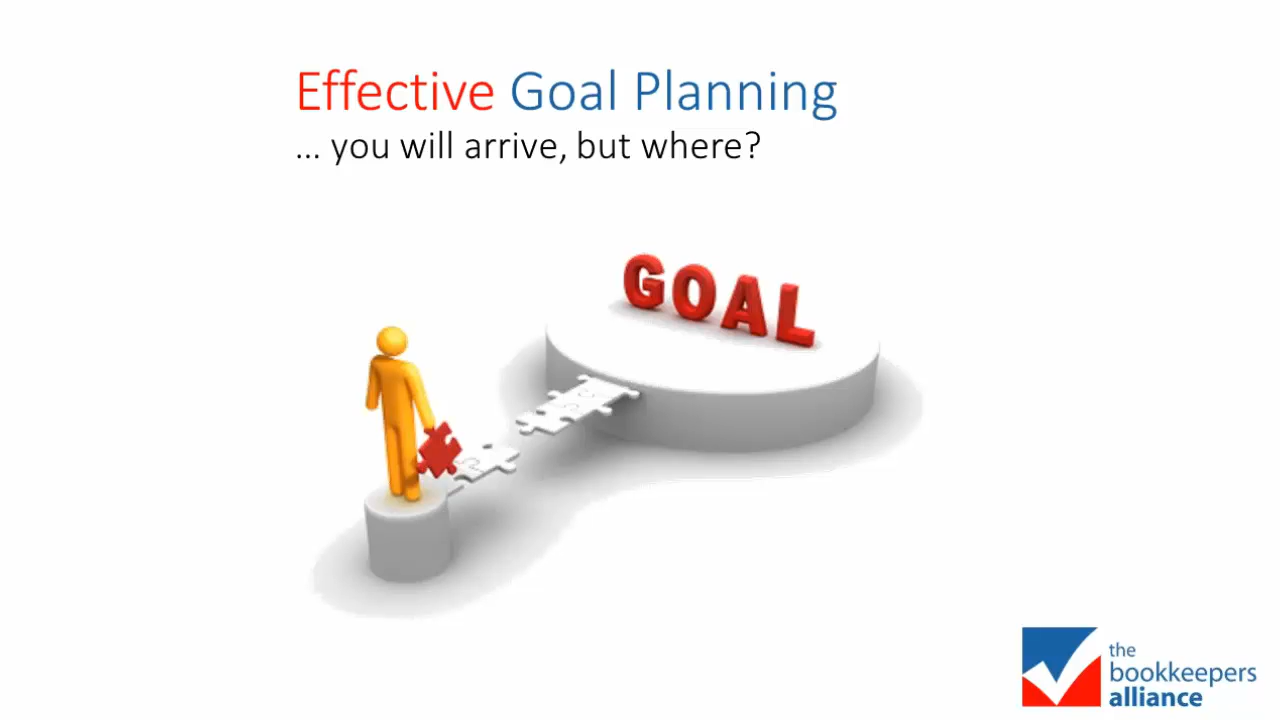 Effective Goal Planning
... you will arrive, but where?
GOAL
the
bookkeepers
alliance